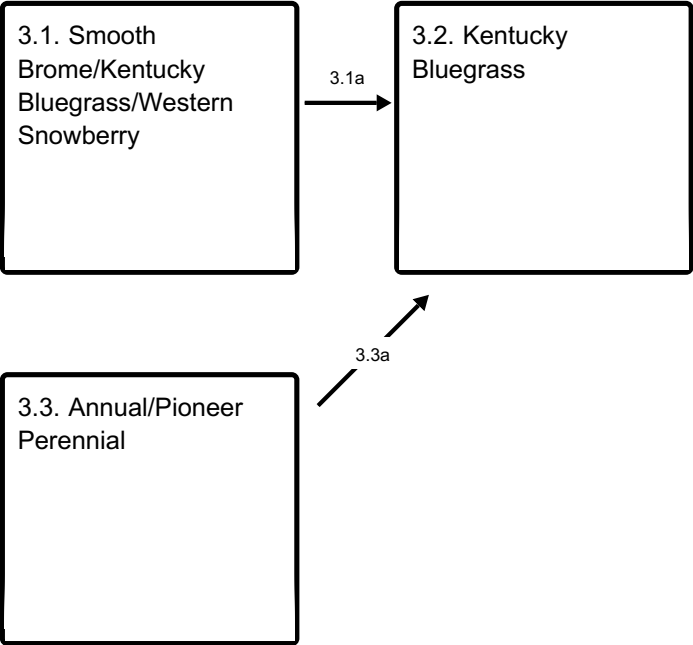 3.1. Smooth
Brome/Kentucky
Bluegrass/Western
Snowberry
3.1a
3.2. Kentucky
Bluegrass
3.3a
3.3. Annual/Pioneer
Perennial